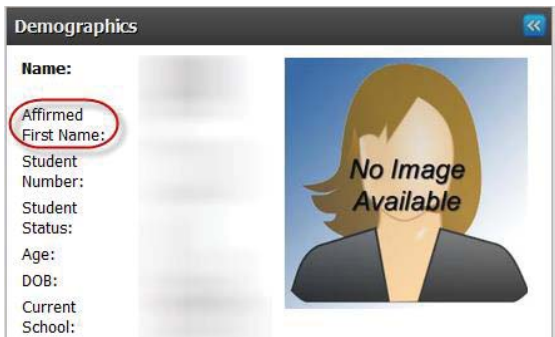 Demographics
Name:
Affirmed
First Name:
Student
Number:
Student
Status:
Age:
DOB:
Current
School:
No Image
Available